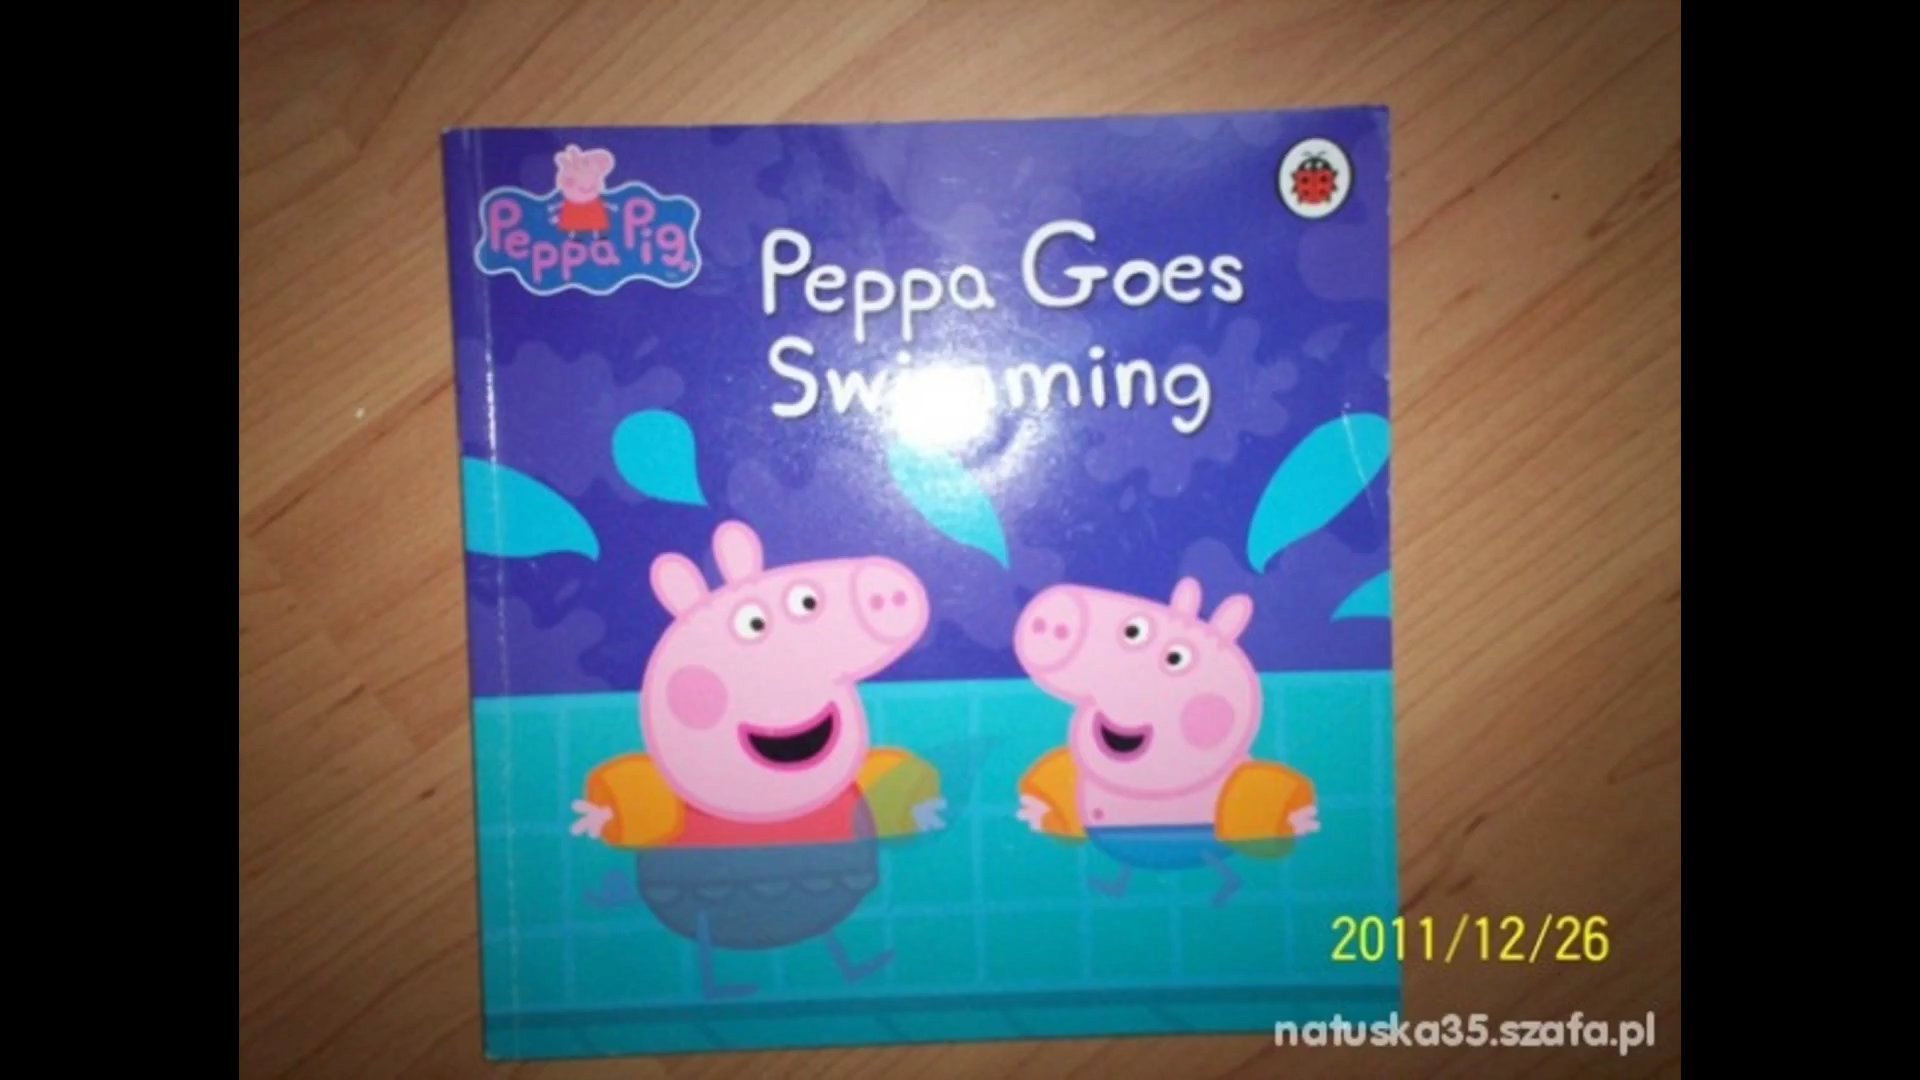 Peppa Pig
Peppa Goes
Swimming
2011/12/26
natuska35.szafa.pl